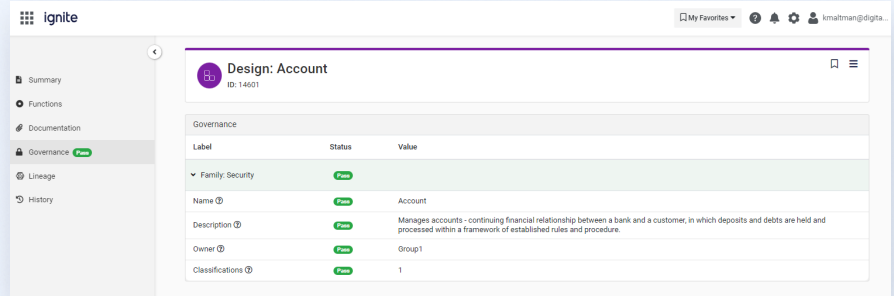 ignite
My Favorites
kmaltman@digita...
Design: Account
ID: 14601
Summary
Functions
Documentation
Governance Pass
Lineage
History
Governance
Label Status Value
Family: Security Pass
Name Pass Account
Description Pass Manages accounts - continuing financial relationship between a bank and a customer, in which deposits and debts are held and
processed within a framework of established rules and procedure.
Owner Pass Group1
Classifications Pass 1